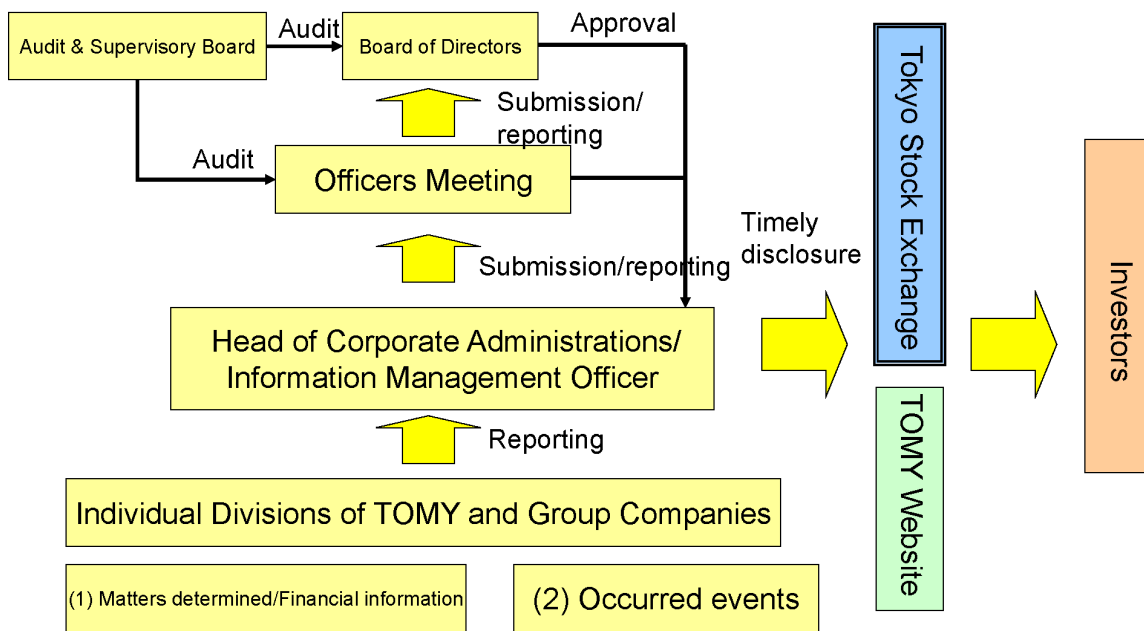 Audit & Supervisory Board
Audit
Board of Directors
Approval
Submission/
reporting
Audit
Officers Meeting
Submission/reporting
Timely
disclosure
Head of Corporate Administrations/
Information Management Officer
Reporting
Individual Divisions of TOMY and Group Companies
(1) Matters determined/Financial information
(2) Occurred events
Tokyo Stock Exchange
TOMY Website
Investors